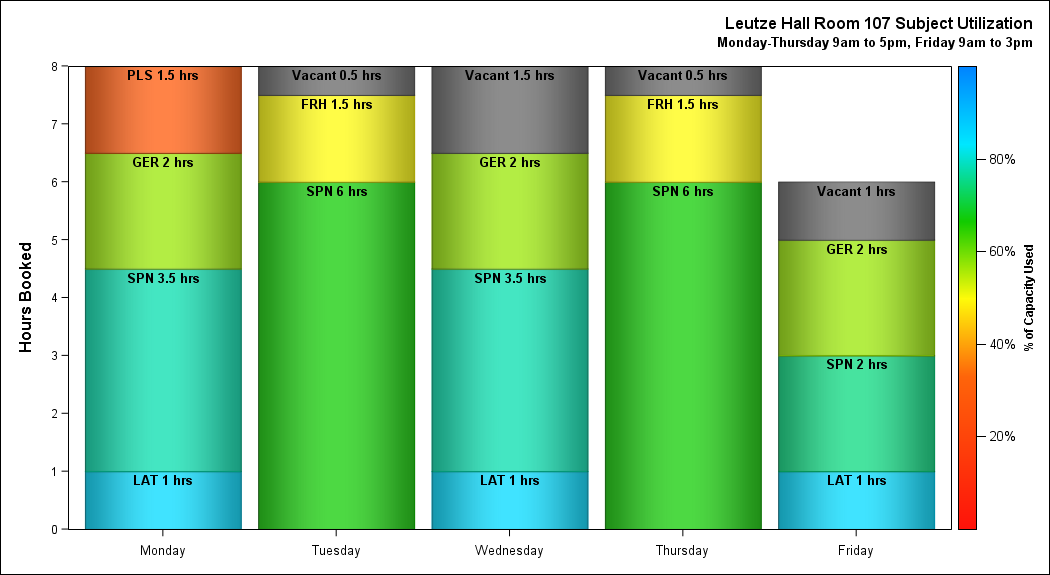 Leutze Hall Room 107 Subject Utilization
Monday-Thursday 9am to 5pm, Friday 9am to 3pm
Hours Booked
8
7
6
5
4
3
2
1
0
PLS 1.5 hrs
GER 2 hrs
SPN 3.5 hrs
LAT 1 hrs
Vacant 0.5 hrs
FRH 1.5 hrs
SPN 6 hrs
Vacant 1.5 hrs
GER 2 hrs
SPN 3.5 hrs
LAT 1 hrs
Vacant 0.5 hrs
FRH 1.5 hrs
SPN 6 hrs
Vacant 1 hrs
GER 2 hrs
SPN 2 hrs
LAT 1 hrs
Monday
Tuesday
Wednesday
Thursday
Friday
80%
60%
40%
20%
% of Capacity Used